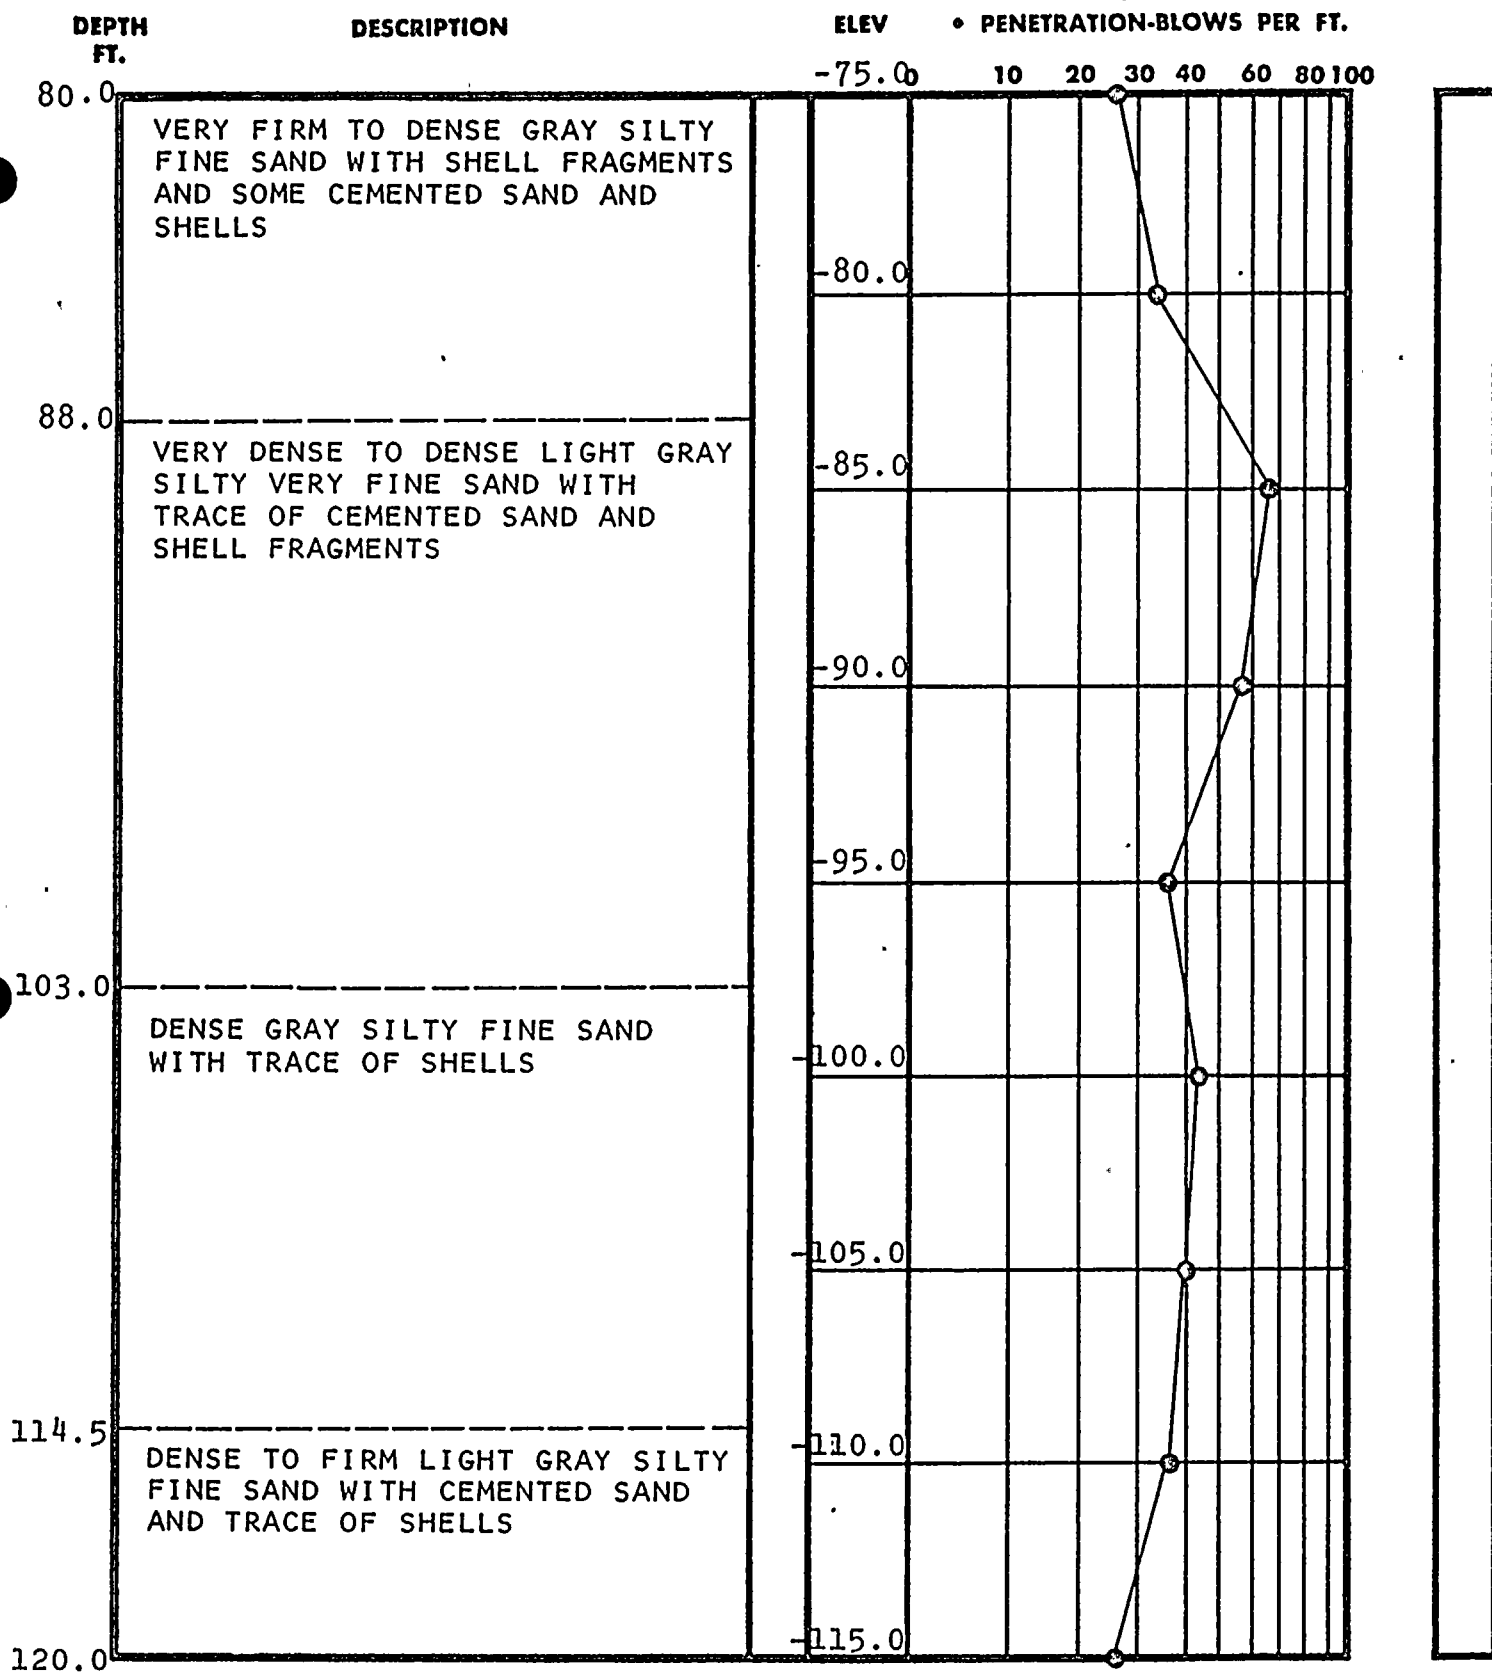 DEPTH FT. DESCRIPTION ELEV • PENETRATION-BLOWS PER FT.
80.0 -75.0 0 10 20 30 40 60 80 100
VERY FIRM TO DENSE GRAY SILTY
FINE SAND WITH SHELL FRAGMENTS
AND SOME CEMENTED SAND AND
SHELLS
-80.0
88.0
VERY DENSE TO DENSE LIGHT GRAY
SILTY VERY FINE SAND WITH
TRACE OF CEMENTED SAND AND
SHELL FRAGMENTS
-85.0
-90.0
-95.0
103.0
DENSE GRAY SILTY FINE SAND
WITH TRACE OF SHELLS
-100.0
-105.0
114.5
-110.0
DENSE TO FIRM LIGHT GRAY SILTY
FINE SAND WITH CEMENTED SAND
AND TRACE OF SHELLS
-115.0
120.0